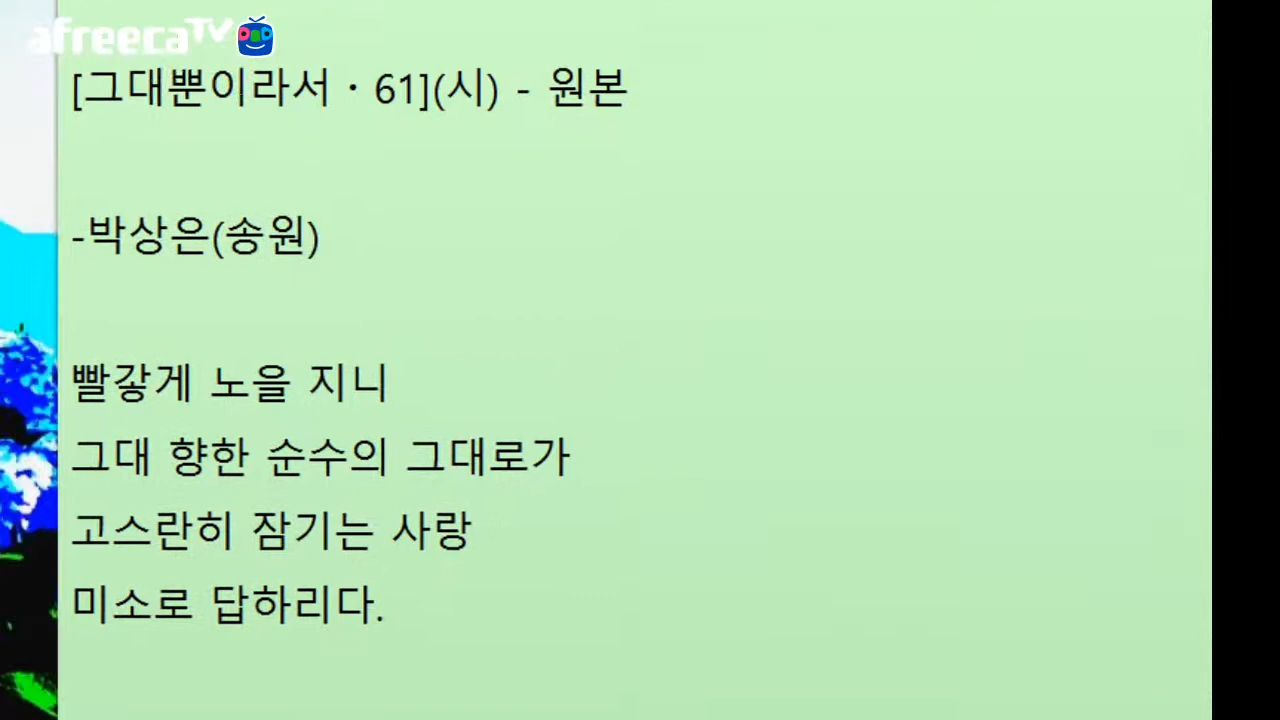 afreecaTV
[그대뿐이라서 · 61](시) - 원본
-박상은(송원)
빨갛게 노을 지니
그대 향한 순수의 그대로가
고스란히 잠기는 사랑
미소로 답하리다.